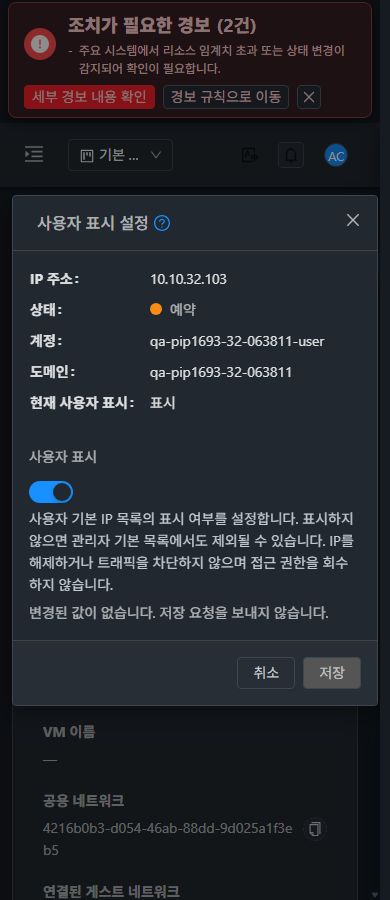 조치가 필요한 경보 (2건)
- 주요 시스템에서 리소스 임계치 초과 또는 상태 변경이
감지되어 확인이 필요합니다.
세부 경보 내용 확인 경보 규칙으로 이동
기본 ... AC
사용자 표시 설정
IP 주소: 10.10.32.103
상태: 예약
계정: qa-pip1693-32-063811-user
도메인: qa-pip1693-32-063811
현재 사용자 표시: 표시
사용자 표시
사용자 기본 IP 목록의 표시 여부를 설정합니다. 표시하지
않으면 관리자 기본 목록에서도 제외될 수 있습니다. IP를
해제하거나 트래픽을 차단하지 않으며 접근 권한을 회수
하지 않습니다.
변경된 값이 없습니다. 저장 요청을 보내지 않습니다.
취소 저장
VM 이름
—
공용 네트워크
4216b0b3-d054-46ab-88dd-9d025a1f3e
b5
연결된 게스트 네트워크